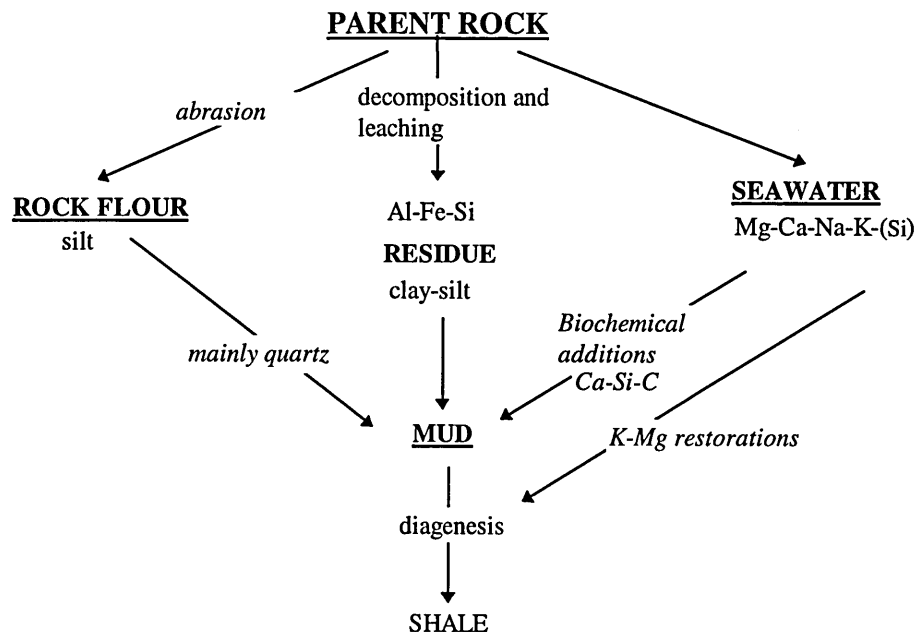 PARENT ROCK
abrasion
decomposition and
leaching
ROCK FLOUR
silt
Al-Fe-Si
RESIDUE
clay-silt
SEAWATER
Mg-Ca-Na-K-(Si)
mainly quartz
Biochemical
additions
Ca-Si-C
MUD
K-Mg restorations
diagenesis
SHALE